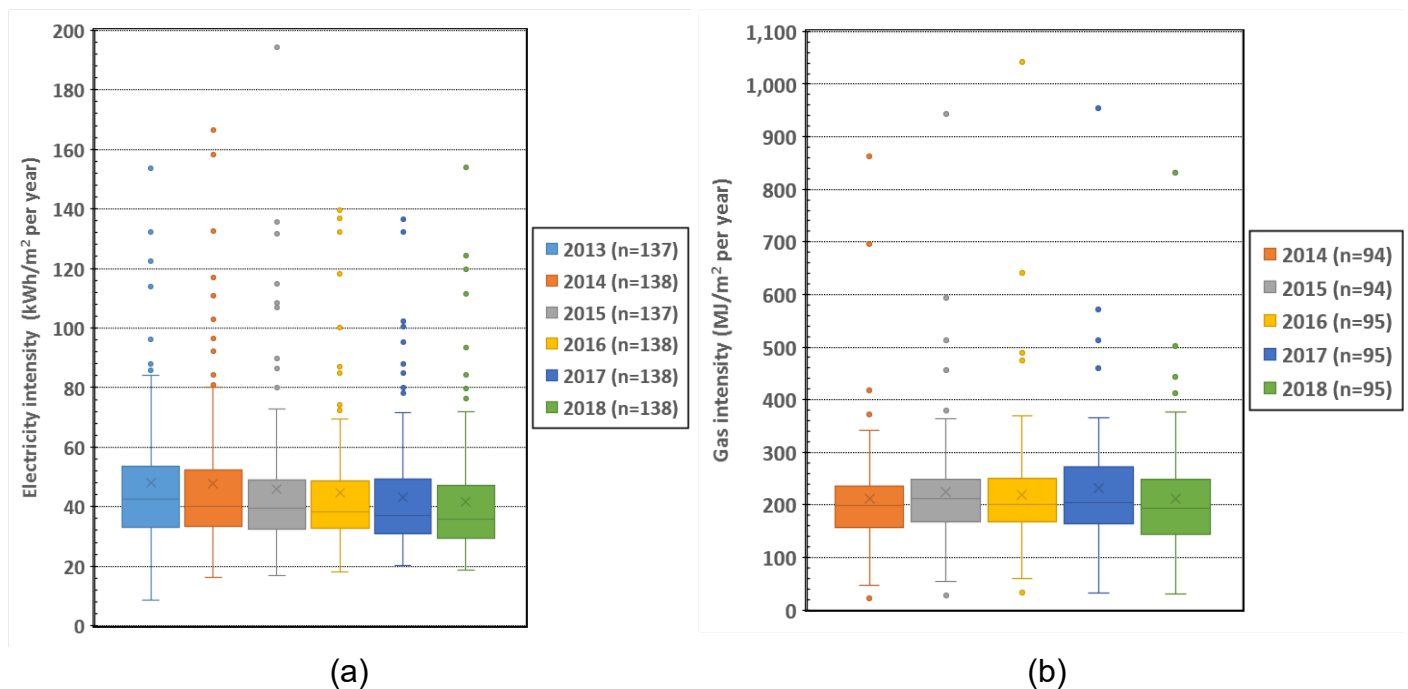 Electricity intensity (kWh/m² per year)
200
180
160
140
120
100
80
60
40
20
0
2013 (n=137)
2014 (n=138)
2015 (n=137)
2016 (n=138)
2017 (n=138)
2018 (n=138)
(a)
Gas intensity (MJ/m² per year)
1,100
1,000
900
800
700
600
500
400
300
200
100
0
2014 (n=94)
2015 (n=94)
2016 (n=95)
2017 (n=95)
2018 (n=95)
(b)